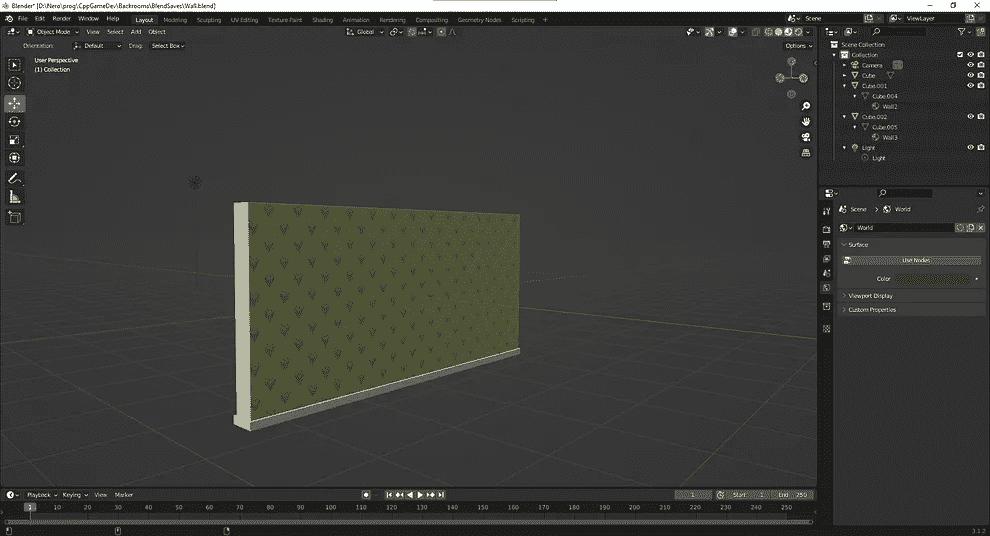 Blender* [D:\Nero\prog\CppGameDev\Backrooms\BlendSaves\Wall.blend]
File Edit Render Window Help Layout Modeling Sculpting UV Editing Texture Paint Shading Animation Rendering Compositing Geometry Nodes Scripting + Scene ViewLayer
Object Mode View Select Add Object Global
Orientation: Default Drag: Select Box Options
User Perspective
(1) Collection
Scene Collection
Collection
Camera
Cube
Cube.001
Cube.004
Wall2
Cube.002
Cube.005
Wall3
Light
Light
Scene > World
World
Surface
Use Nodes
Color
Viewport Display
Custom Properties
Playback Keying View Marker 1 Start 1 End 250
1 10 20 30 40 50 60 70 80 90 100 110 120 130 140 150 160 170 180 190 200 210 220 230 240 250
3.1.2